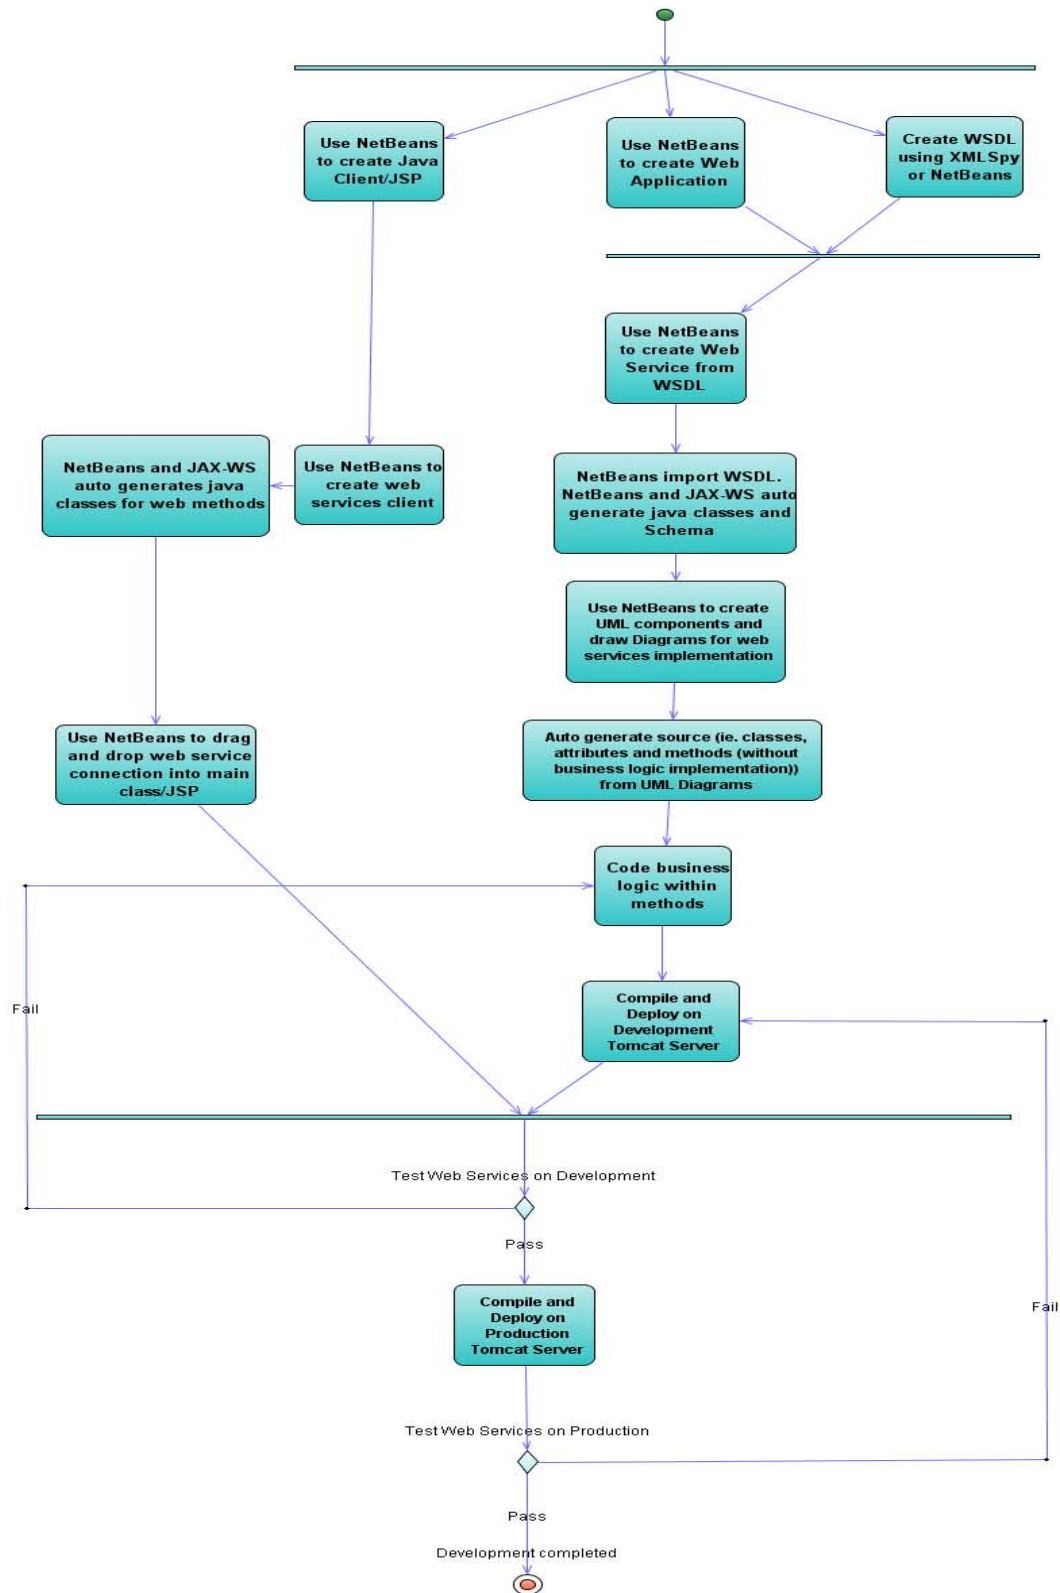 Use NetBeans
to create Java
Client/JSP
Use NetBeans
to create Web
Application
Create WSDL
using XMLSpy
or NetBeans
Use NetBeans
to create Web
Service from
WSDL
NetBeans and JAX-WS
auto generates java
classes for web methods
Use NetBeans to
create web
services client
NetBeans import WSDL.
NetBeans and JAX-WS auto
generate java classes and
Schema
Use NetBeans to create
UML components and
draw Diagrams for web
services implementation
Use NetBeans to drag
and drop web service
connection into main
class/JSP
Auto generate source (ie. classes,
attributes and methods (without
business logic implementation))
from UML Diagrams
Code business
logic within
methods
Fail
Compile and
Deploy on
Development
Tomcat Server
Test Web Services on Development
Pass
Compile and
Deploy on
Production
Tomcat Server
Fail
Test Web Services on Production
Pass
Development completed